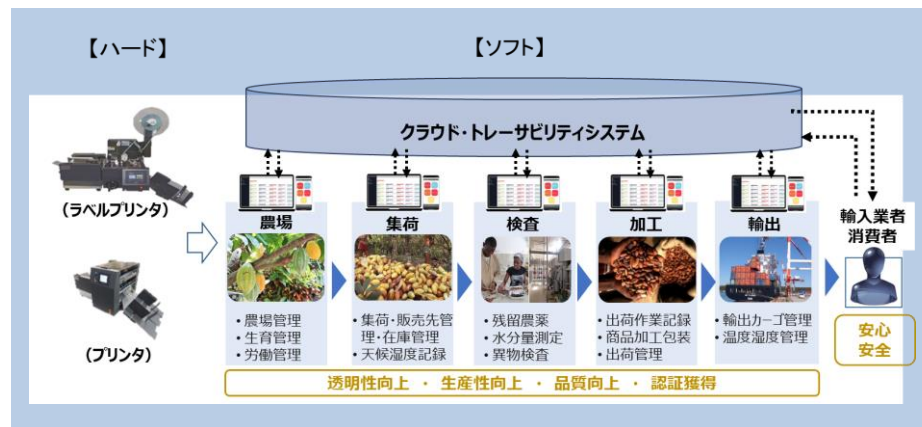 【ハード】
【ソフト】
クラウド・トレーサビリティシステム
(ラベルプリンタ)
(プリンタ)
農場
・農場管理
・生育管理
・労働管理
集荷
・集荷・販売先管
理・在庫管理
・天候湿度記録
検査
・残留農薬
・水分量測定
・異物検査
加工
・出荷作業記録
・商品加工包装
・出荷管理
輸出
・輸出カーゴ管理
・温度湿度管理
輸入業者
消費者
安心
安全
透明性向上 ・ 生産性向上 ・ 品質向上 ・ 認証獲得